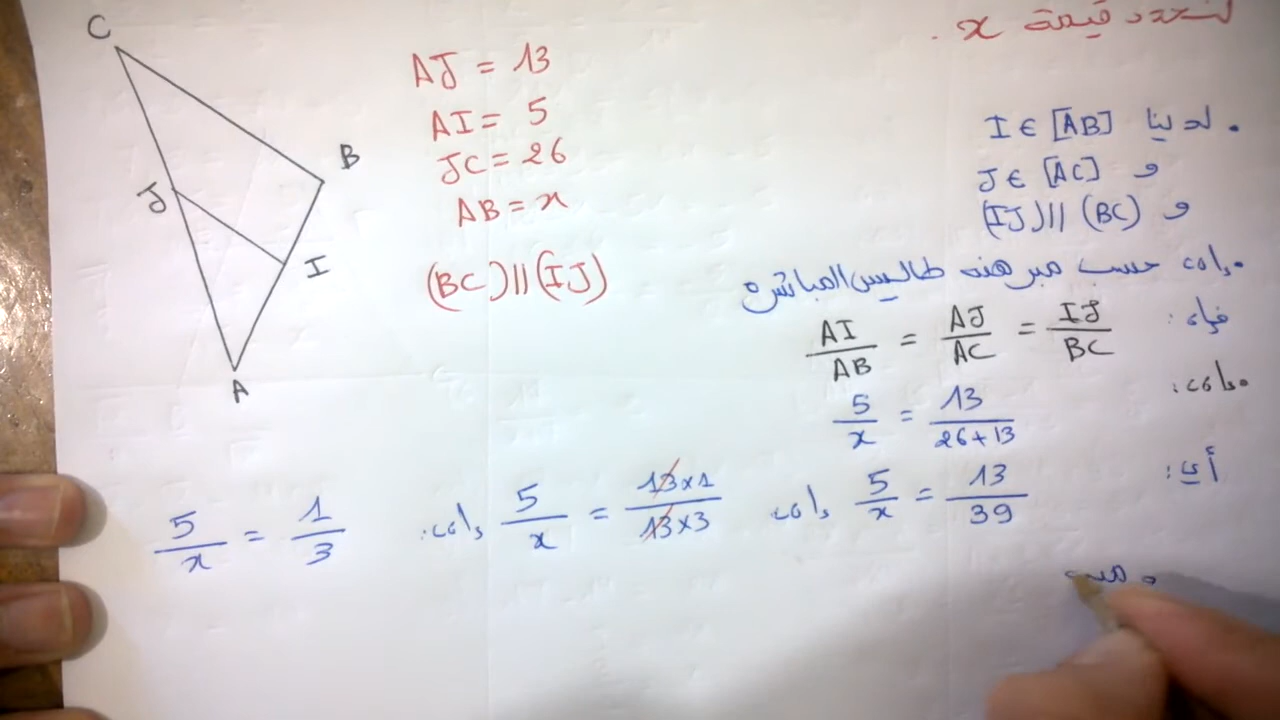 لنحدد قيمة x .
C
B
J
I
A
AJ = 13
AI = 5
JC = 26
AB = x
(BC) // (IJ)
• لدينا I ∈ [AB]
و J ∈ [AC]
و (IJ) // (BC)
• إذن حسب مبرهنة طاليس المباشرة
فإن : AI/AB = AJ/AC = IJ/BC
• إذن : 5/x = 13/(26+13)
أي : 5/x = 13/39 إذن 5/x = (13×1)/(13×3) إذن : 5/x = 1/3
و منه